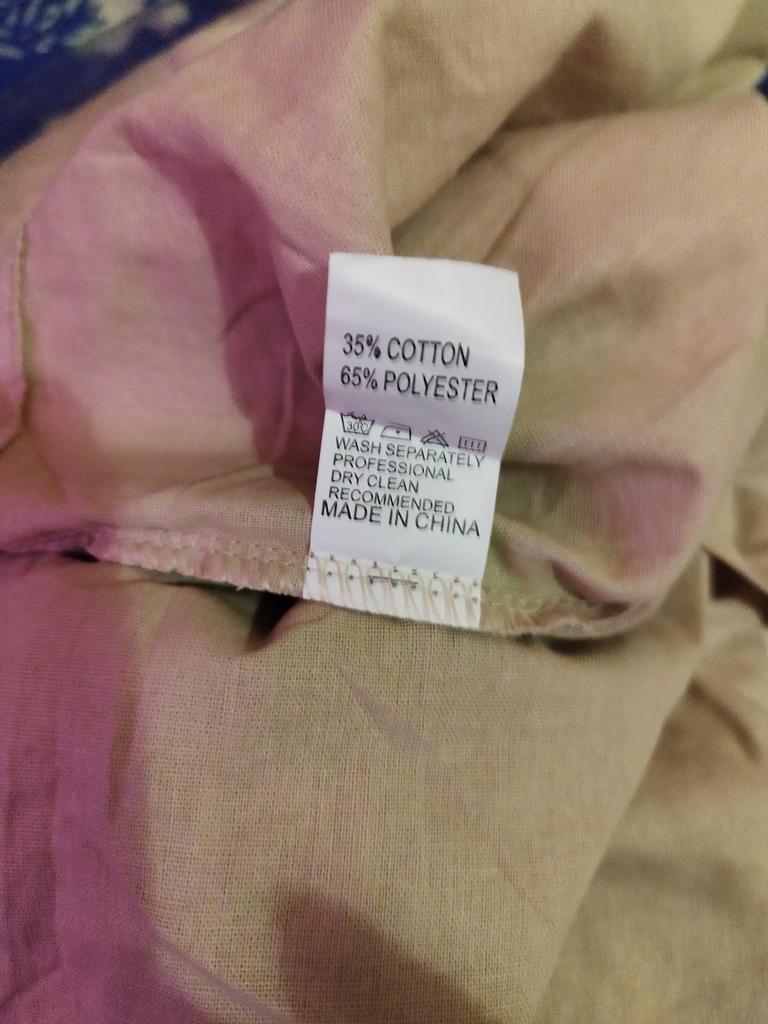 35% COTTON
65% POLYESTER
30℃
WASH SEPARATELY
PROFESSIONAL
DRY CLEAN
RECOMMENDED
MADE IN CHINA